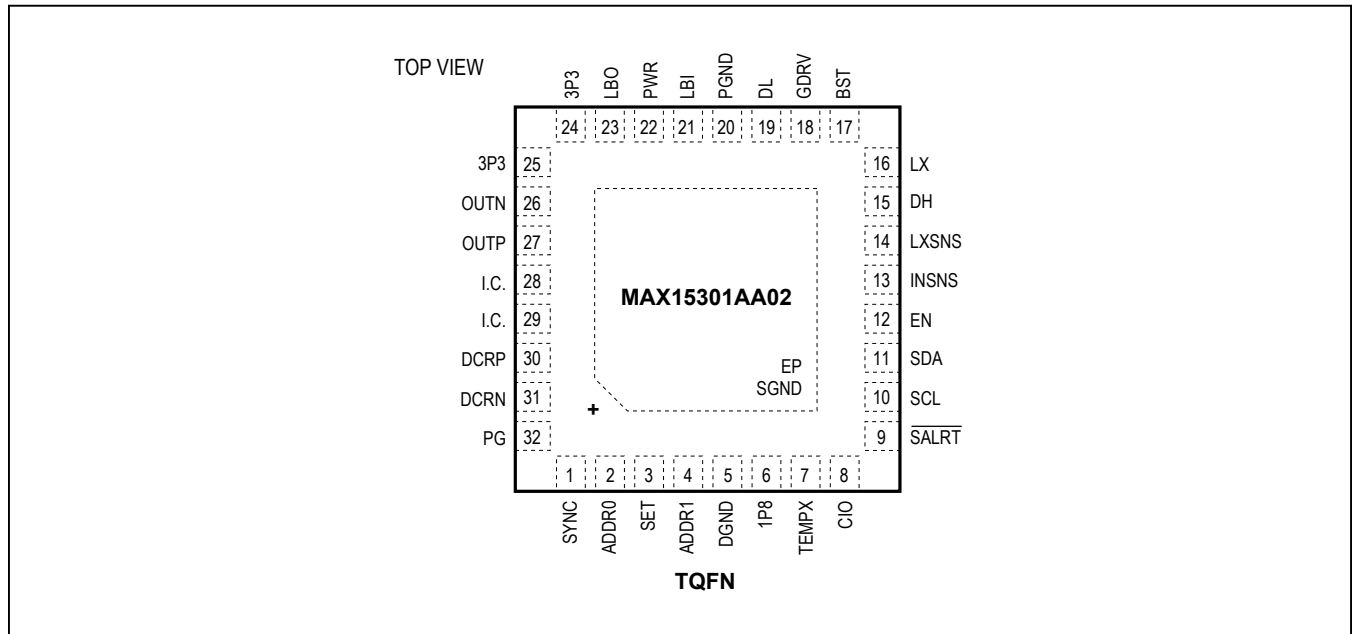 TOP VIEW
3P3
LBO
PWR
LBI
PGND
DL
GDRV
BST
24 23 22 21 20 19 18 17
3P3 25
OUTN 26
OUTP 27
I.C. 28
I.C. 29
DCRP 30
DCRN 31
PG 32
16 LX
15 DH
14 LXSNS
13 INSNS
12 EN
11 SDA
10 SCL
9 SALRT
MAX15301AA02
EP
SGND
+
1 2 3 4 5 6 7 8
SYNC
ADDR0
SET
ADDR1
DGND
1P8
TEMPX
CIO
TQFN